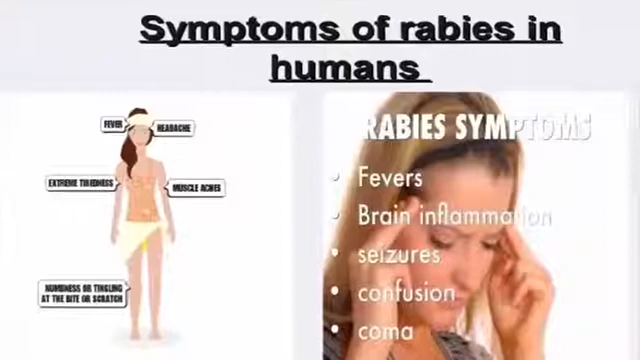 Symptoms of rabies in
humans
FEVER
HEADACHE
EXTREME TIREDNESS
MUSCLE ACHES
NUMBNESS OR TINGLING
AT THE BITE OR SCRATCH
RABIES SYMPTOMS
• Fevers
• Brain inflammation
• seizures
• confusion
• coma